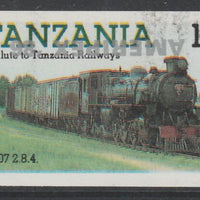 TANZANIA 1
lute to Tanzania Railways
07 2.8.4.